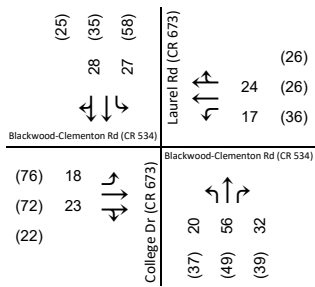 (25) (35) (58)
28 27
Blackwood-Clementon Rd (CR 534)
Laurel Rd (CR 673)
(26)
24 (26)
17 (36)
(76) 18
(72) 23
(22)
College Dr (CR 673)
Blackwood-Clementon Rd (CR 534)
20 56 32
(37) (49) (39)